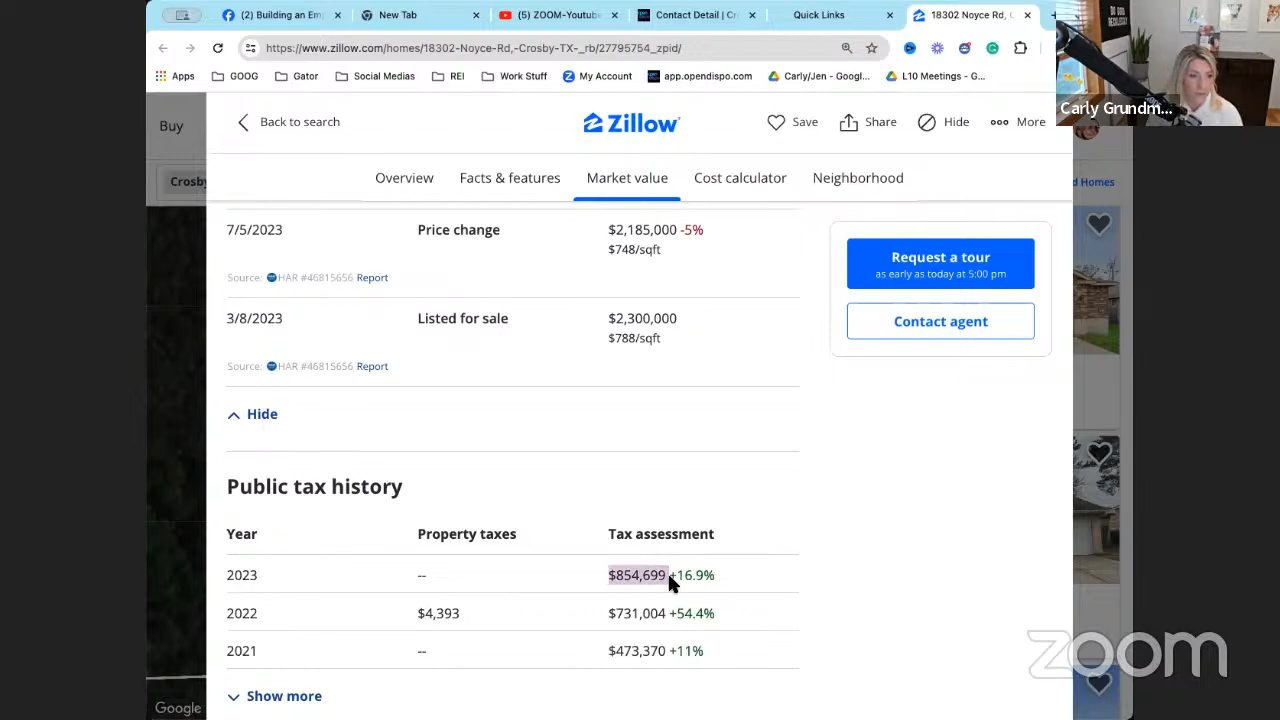 (2) Building an Em
New Tab
(5) ZOOM-Youtube
Contact Detail | Cri
Quick Links
18302 Noyce Rd, C
https://www.zillow.com/homes/18302-Noyce-Rd,-Crosby-TX-_rb/27795754_zpid/
Apps
GOOG
Gator
Social Medias
REI
Work Stuff
My Account
app.opendispo.com
Carly/Jen - Googl...
L10 Meetings - G...
Carly Grundm...
Buy
Back to search
Zillow
Save
Share
Hide
More
Crosby
Overview
Facts & features
Market value
Cost calculator
Neighborhood
d Homes
7/5/2023 Price change $2,185,000 -5%
$748/sqft
Source: HAR #46815656 Report
Request a tour
as early as today at 5:00 pm
Contact agent
3/8/2023 Listed for sale $2,300,000
$788/sqft
Source: HAR #46815656 Report
Hide
Public tax history
Year Property taxes Tax assessment
2023 -- $854,699 +16.9%
2022 $4,393 $731,004 +54.4%
2021 -- $473,370 +11%
Show more
Google
zoom